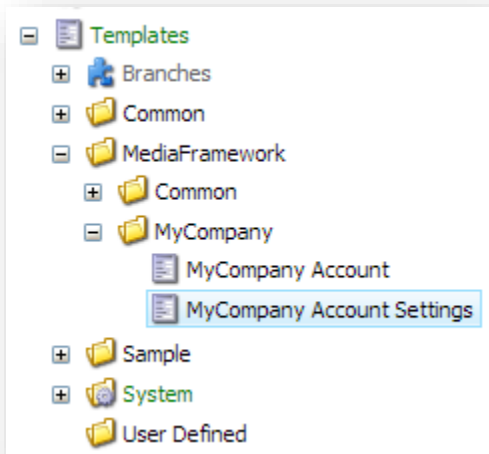 Templates
Branches
Common
MediaFramework
Common
MyCompany
MyCompany Account
MyCompany Account Settings
Sample
System
User Defined